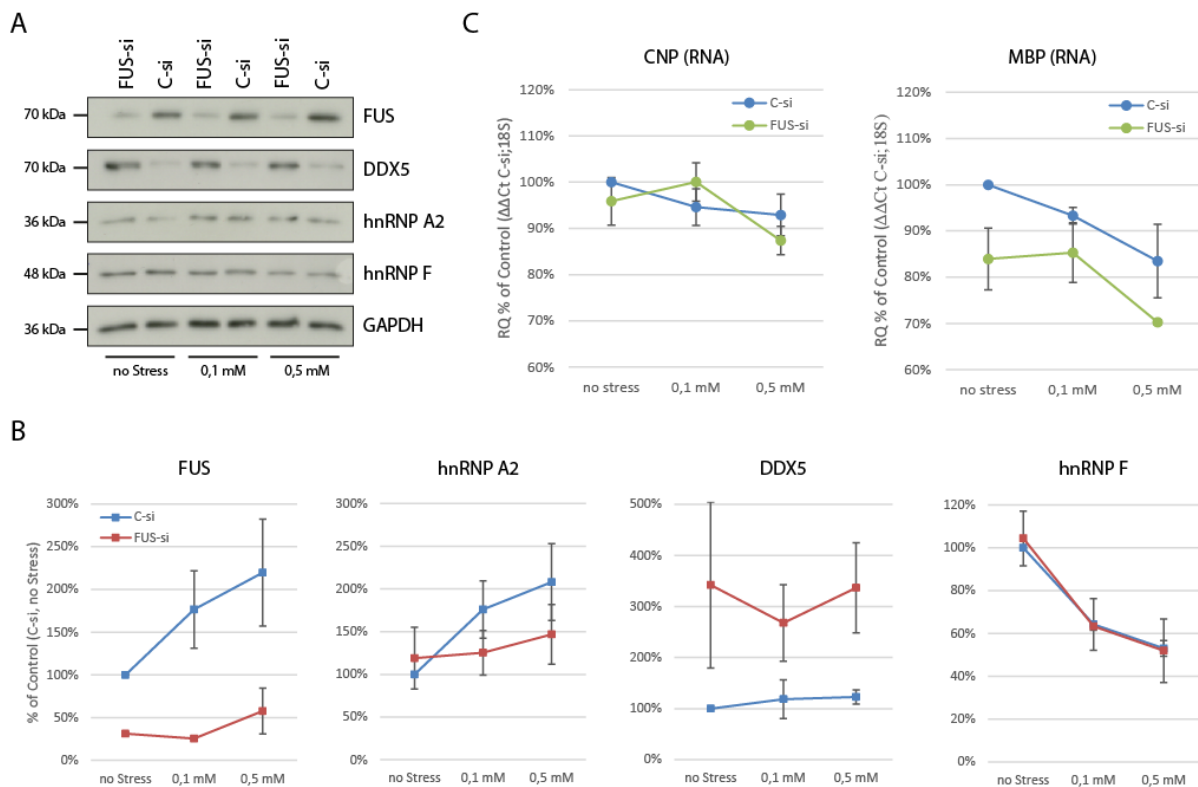 A
FUS-si
C-si
FUS-si
C-si
FUS-si
C-si
70 kDa
FUS
70 kDa
DDX5
36 kDa
hnRNP A2
48 kDa
hnRNP F
36 kDa
GAPDH
no Stress
0,1 mM
0,5 mM
C
CNP (RNA)
C-si
FUS-si
RQ % of Control (ΔΔCt C-si;18S)
120%
110%
100%
90%
80%
70%
60%
no stress
0,1 mM
0,5 mM
MBP (RNA)
C-si
FUS-si
RQ % of Control (ΔΔCt C-si; 18S)
120%
110%
100%
90%
80%
70%
60%
no stress
0,1 mM
0,5 mM
B
FUS
C-si
FUS-si
% of Control (C-si, no Stress)
300%
250%
200%
150%
100%
50%
0%
no Stress
0,1 mM
0,5 mM
hnRNP A2
300%
250%
200%
150%
100%
50%
0%
no Stress
0,1 mM
0,5 mM
DDX5
500%
400%
300%
200%
100%
0%
no Stress
0,1 mM
0,5 mM
hnRNP F
120%
100%
80%
60%
40%
20%
0%
no Stress
0,1 mM
0,5 mM